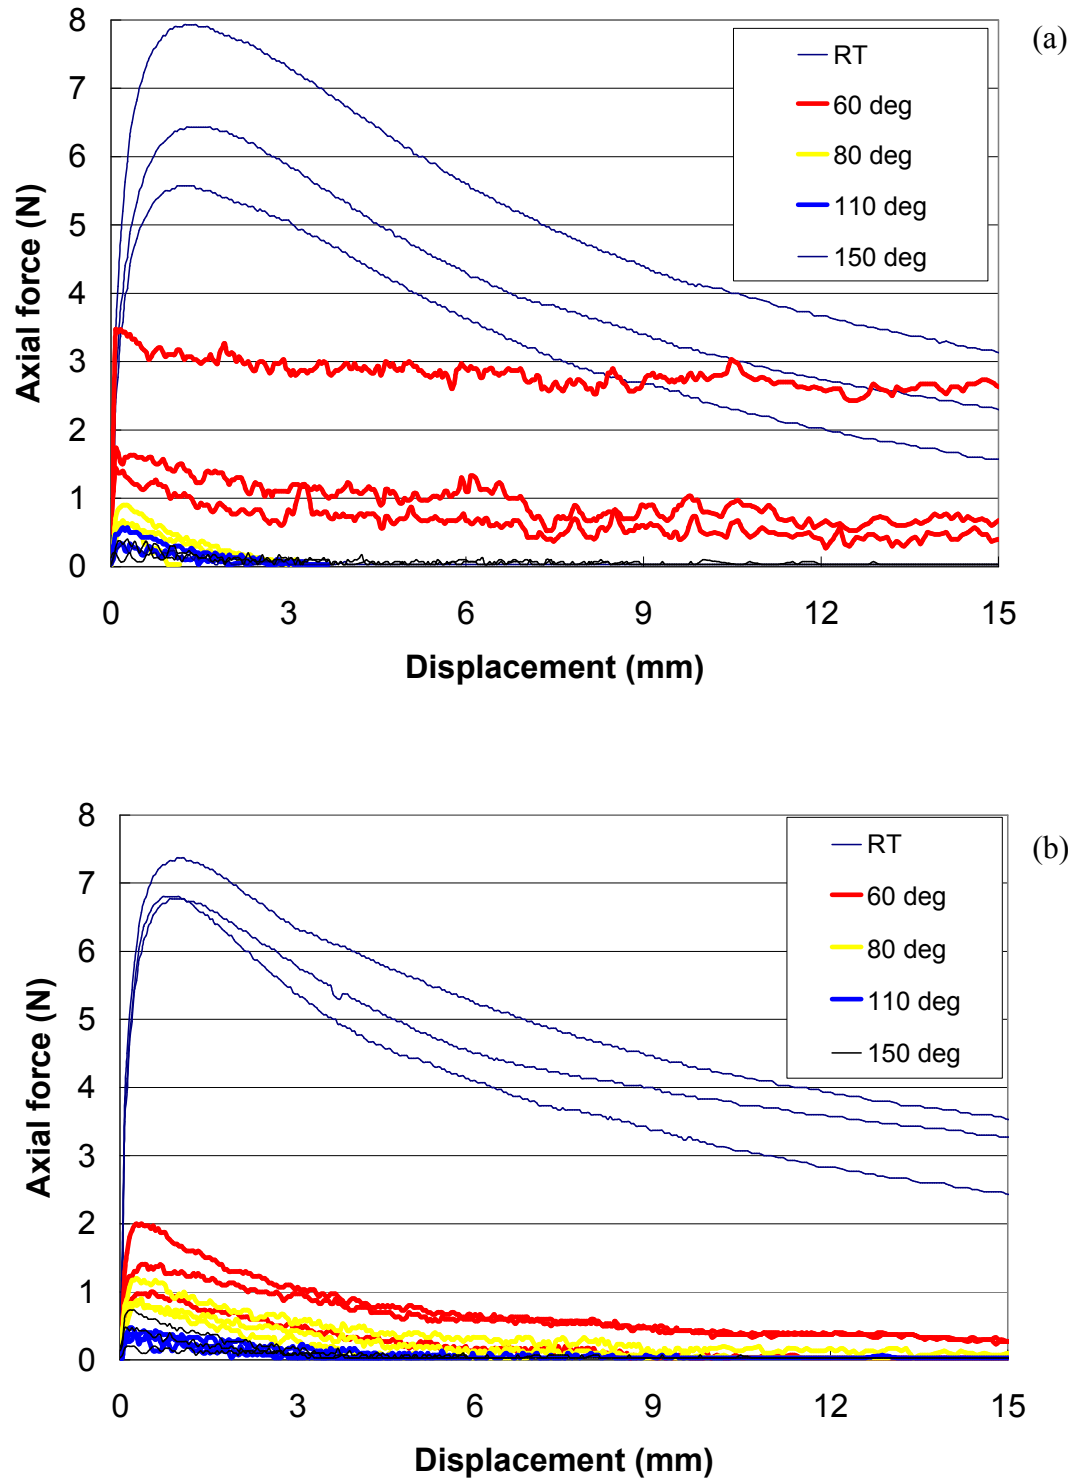 (a)
8
7
6
5
4
3
2
1
0
Axial force (N)
RT
60 deg
80 deg
110 deg
150 deg
0 3 6 9 12 15
Displacement (mm)
(b)
8
7
6
5
4
3
2
1
0
Axial force (N)
RT
60 deg
80 deg
110 deg
150 deg
0 3 6 9 12 15
Displacement (mm)